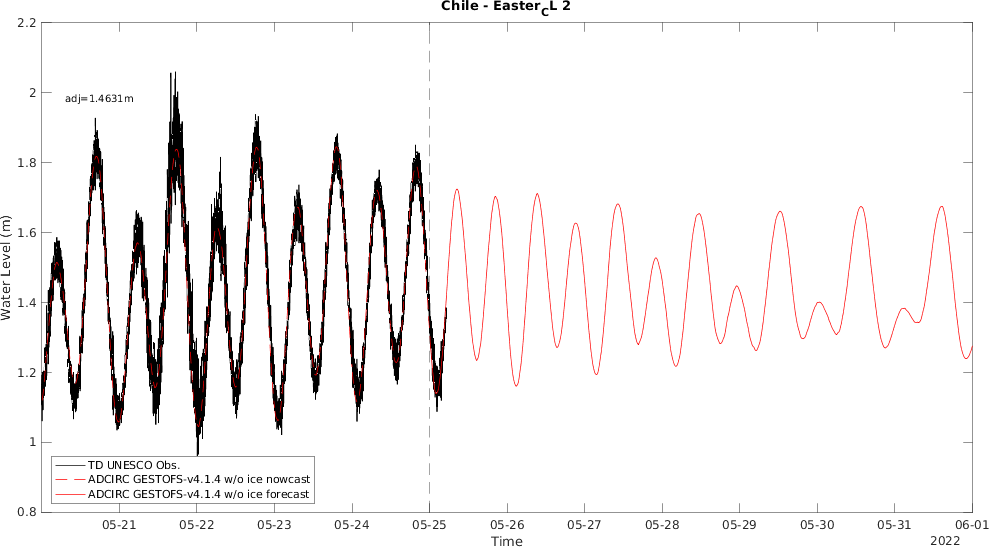 Chile - Easter_CL 2
2.2
2
1.8
1.6
1.4
1.2
1
0.8
Water Level (m)
adj=1.4631m
TD UNESCO Obs.
ADCIRC GESTOFS-v4.1.4 w/o ice nowcast
ADCIRC GESTOFS-v4.1.4 w/o ice forecast
05-21 05-22 05-23 05-24 05-25 05-26 05-27 05-28 05-29 05-30 05-31 06-01
Time
2022